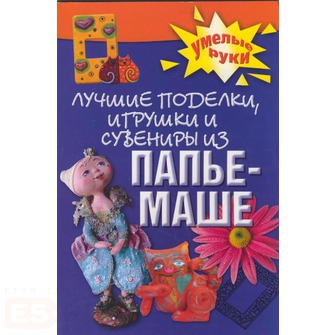 умелые
руки
ЛУЧШИЕ ПОДЕЛКИ,
ИГРУШКИ И
СУВЕНИРЫ ИЗ
ПАПЬЕ-
МАШЕ